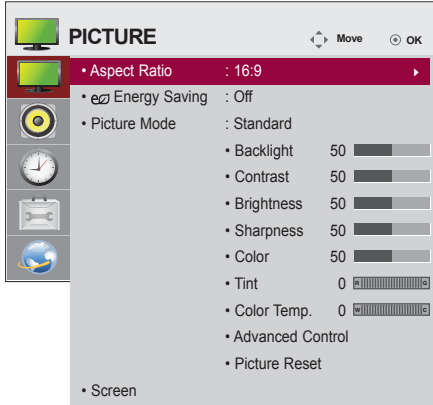 PICTURE Move OK
• Aspect Ratio : 16:9
• Energy Saving : Off
• Picture Mode : Standard
• Backlight 50
• Contrast 50
• Brightness 50
• Sharpness 50
• Color 50
• Tint 0 R G
• Color Temp. 0 W C
• Advanced Control
• Picture Reset
• Screen